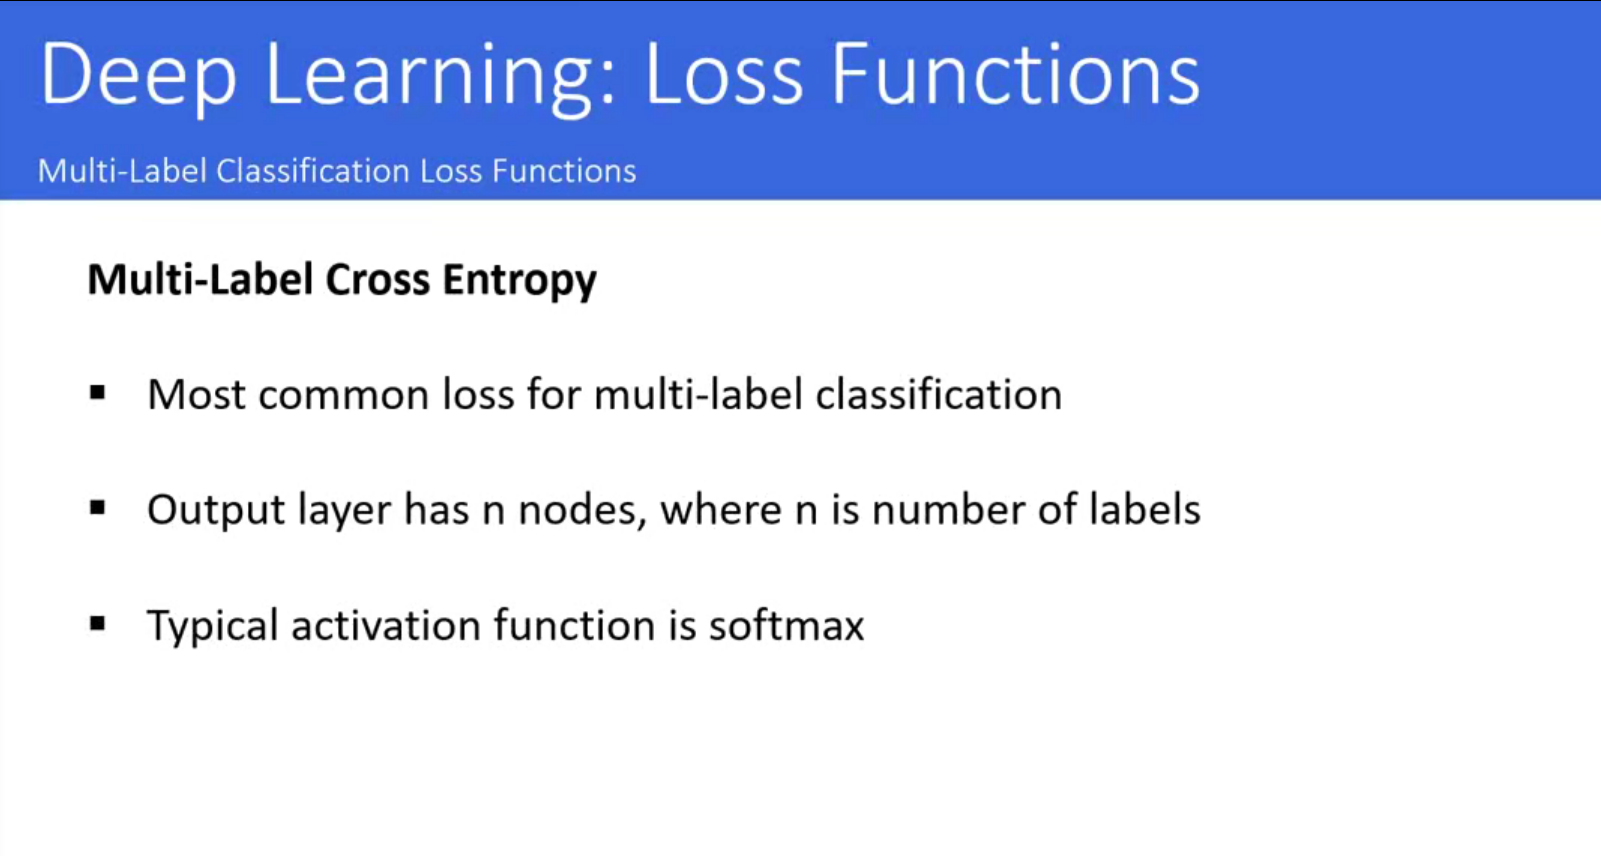 Deep Learning: Loss Functions
Multi-Label Classification Loss Functions
Multi-Label Cross Entropy
▪ Most common loss for multi-label classification
▪ Output layer has n nodes, where n is number of labels
▪ Typical activation function is softmax